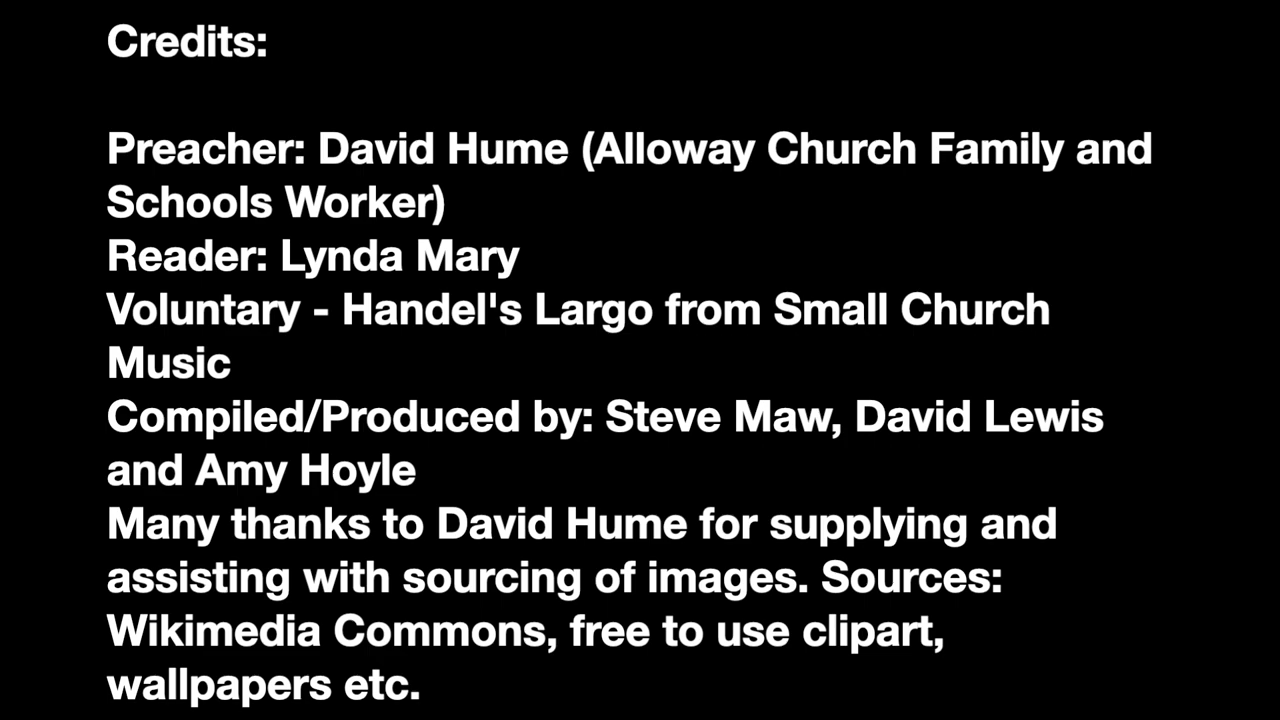 Credits:
Preacher: David Hume (Alloway Church Family and
Schools Worker)
Reader: Lynda Mary
Voluntary - Handel's Largo from Small Church
Music
Compiled/Produced by: Steve Maw, David Lewis
and Amy Hoyle
Many thanks to David Hume for supplying and
assisting with sourcing of images. Sources:
Wikimedia Commons, free to use clipart,
wallpapers etc.